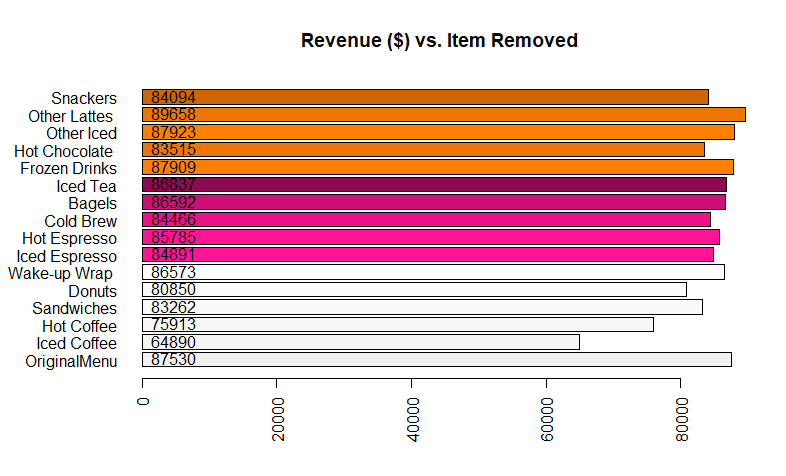 Revenue ($) vs. Item Removed
Snackers 84094
Other Lattes 89658
Other Iced 87923
Hot Chocolate 83515
Frozen Drinks 87909
Iced Tea 86837
Bagels 86592
Cold Brew 84466
Hot Espresso 85785
Iced Espresso 84891
Wake-up Wrap 86573
Donuts 80850
Sandwiches 83262
Hot Coffee 75913
Iced Coffee 64890
OriginalMenu 87530
0 20000 40000 60000 80000